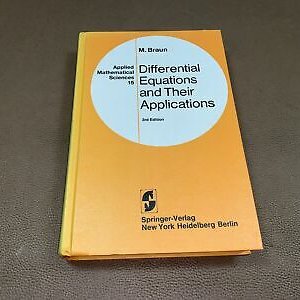 M. Braun
Applied
Mathematical
Sciences
15
Differential
Equations
and Their
Applications
2nd Edition
Springer-Verlag
New York Heidelberg Berlin